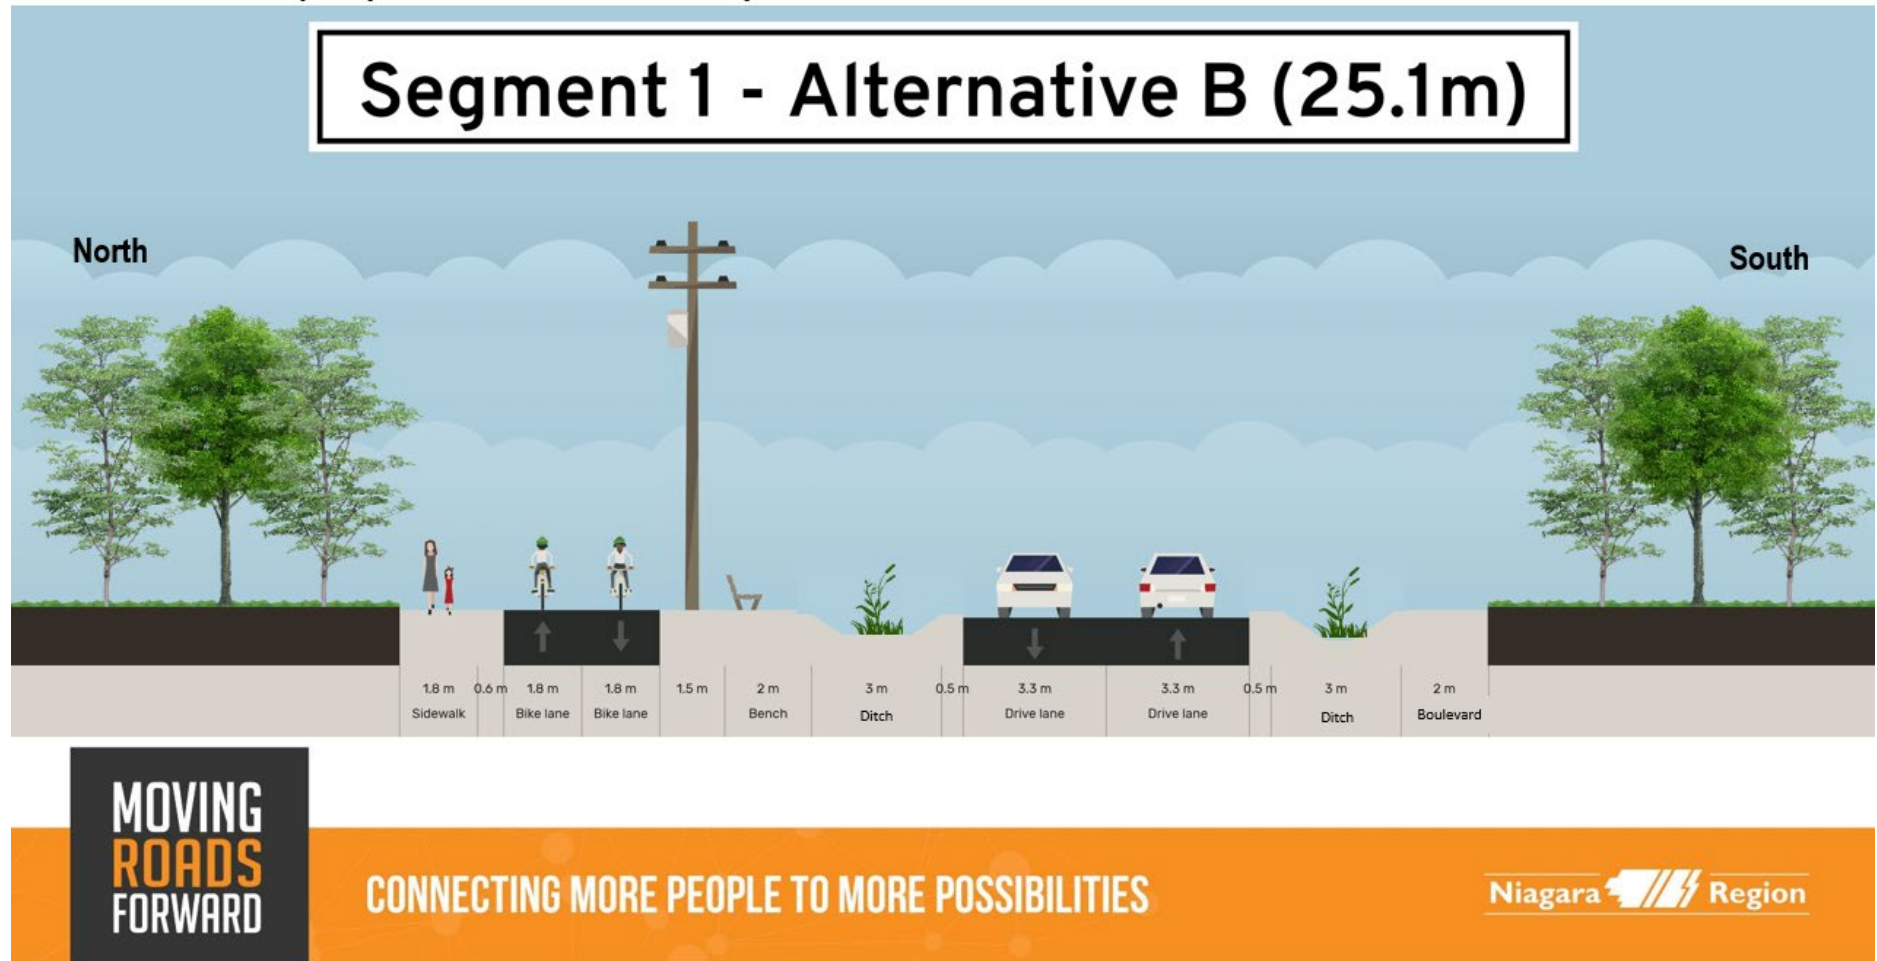 Segment 1 - Alternative B (25.1m)
North
South
1.8 m 0.6 m 1.8 m 1.8 m 1.5 m 2 m 3 m 0.5 m 3.3 m 3.3 m 0.5 m 3 m 2 m
Sidewalk Bike lane Bike lane Bench Ditch Drive lane Drive lane Ditch Boulevard
MOVING
ROADS
FORWARD
CONNECTING MORE PEOPLE TO MORE POSSIBILITIES
Niagara Region